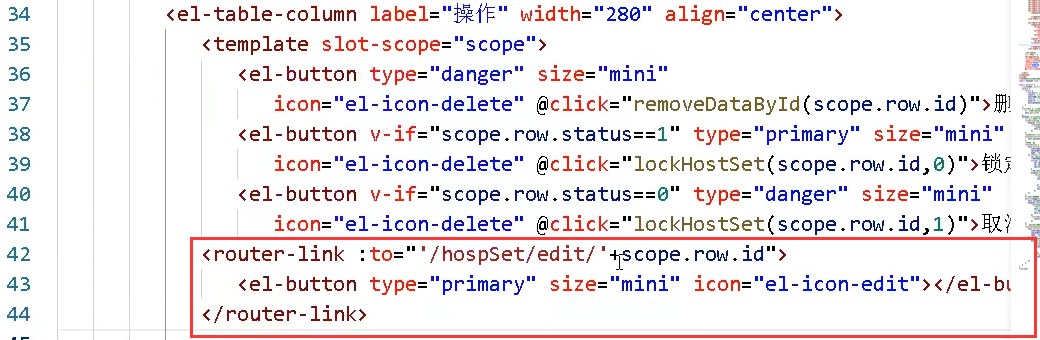 34 <el-table-column label="操作" width="280" align="center">
35 <template slot-scope="scope">
36 <el-button type="danger" size="mini"
37 icon="el-icon-delete" @click="removeDataById(scope.row.id)">删
38 <el-button v-if="scope.row.status==1" type="primary" size="mini"
39 icon="el-icon-delete" @click="lockHostSet(scope.row.id,0)">锁定
40 <el-button v-if="scope.row.status==0" type="danger" size="mini"
41 icon="el-icon-delete" @click="lockHostSet(scope.row.id,1)">取消
42 <router-link :to="'/hospSet/edit/'+scope.row.id">
43 <el-button type="primary" size="mini" icon="el-icon-edit"></el-bu
44 </router-link>